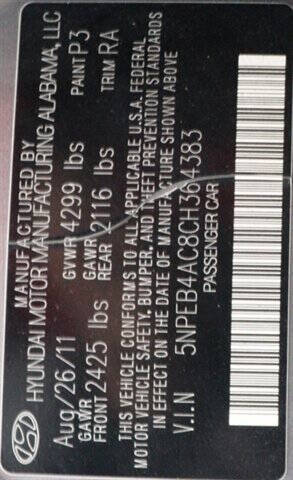 MANUFACTURED BY
HYUNDAI MOTOR MANUFACTURING ALABAMA, LLC
Aug/26/11 GVWR 4299 lbs PAINT P3
GAWR FRONT 2425 lbs GAWR REAR 2116 lbs TRIM RA
THIS VEHICLE CONFORMS TO ALL APPLICABLE U.S.A. FEDERAL
MOTOR VEHICLE SAFETY, BUMPER, AND THEFT PREVENTION STANDARDS
IN EFFECT ON THE DATE OF MANUFACTURE SHOWN ABOVE
V.I.N 5NPEB4AC8CH364383
PASSENGER CAR